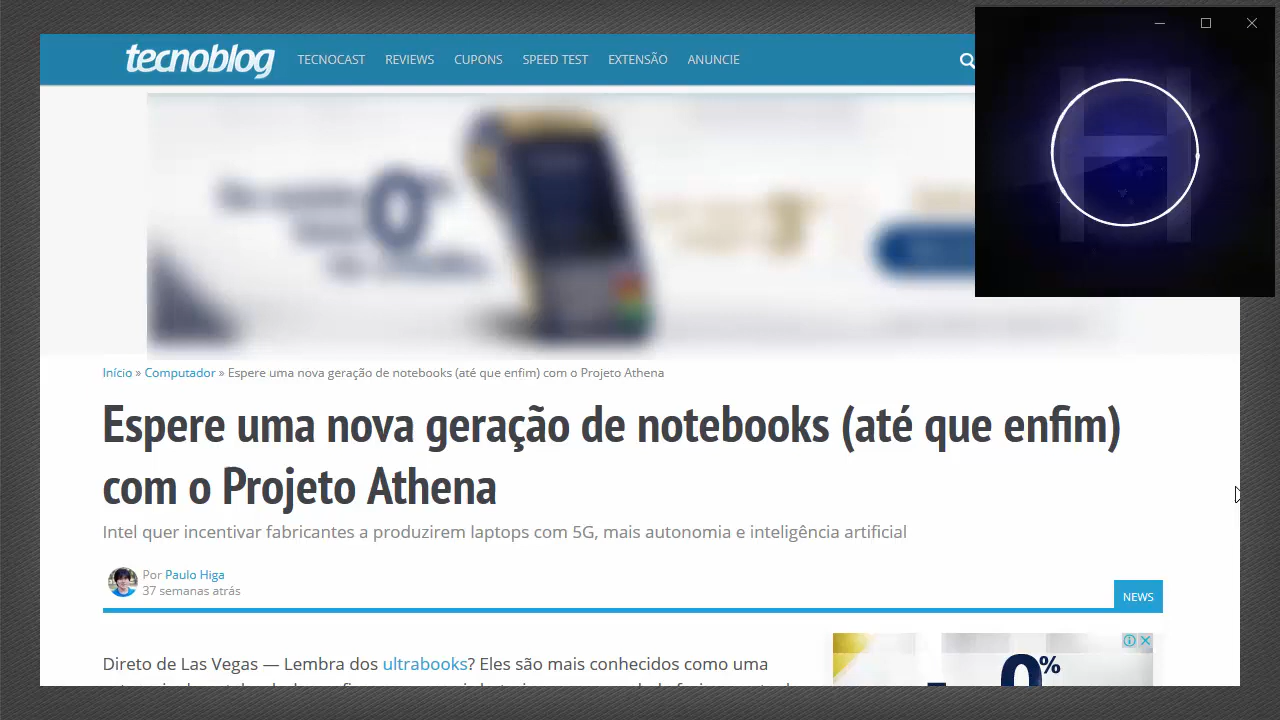 tecnoblog TECNOCAST REVIEWS CUPONS SPEED TEST EXTENSÃO ANUNCIE
0
Início » Computador » Espere uma nova geração de notebooks (até que enfim) com o Projeto Athena
Espere uma nova geração de notebooks (até que enfim)
com o Projeto Athena
Intel quer incentivar fabricantes a produzirem laptops com 5G, mais autonomia e inteligência artificial
Por Paulo Higa
37 semanas atrás
NEWS
Direto de Las Vegas — Lembra dos ultrabooks? Eles são mais conhecidos como uma
0%